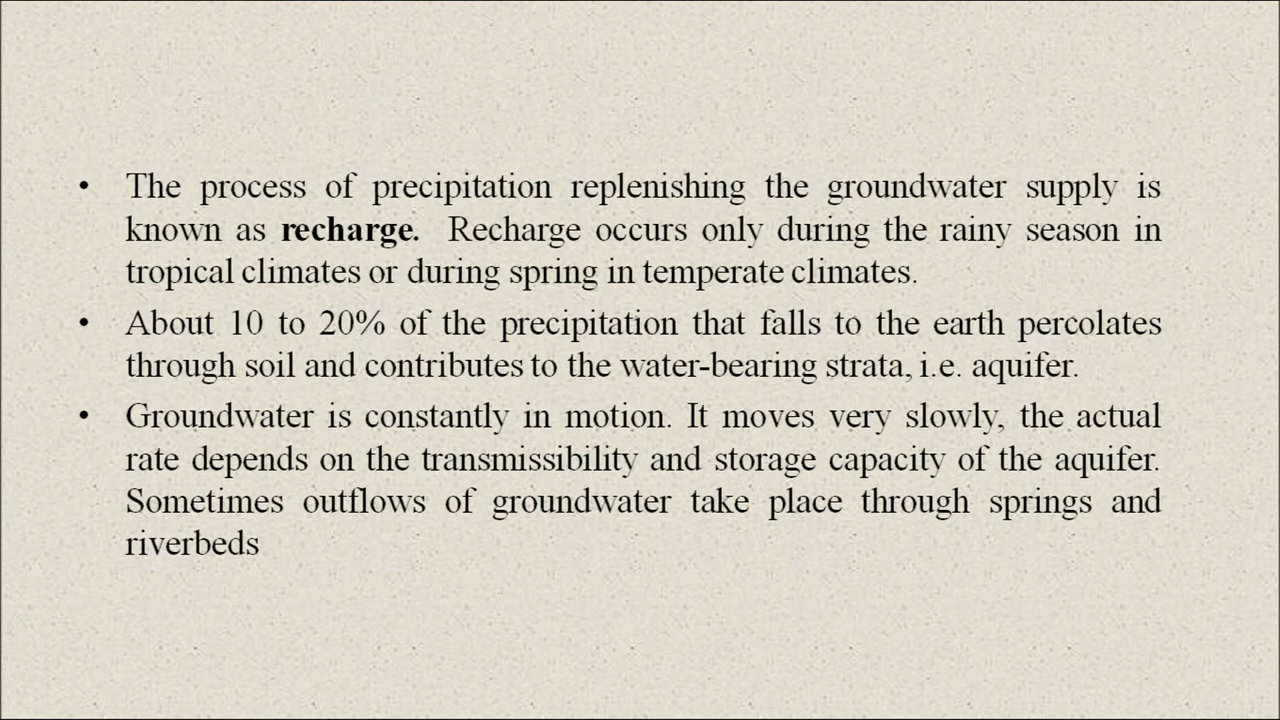 • The process of precipitation replenishing the groundwater supply is
known as recharge. Recharge occurs only during the rainy season in
tropical climates or during spring in temperate climates.
• About 10 to 20% of the precipitation that falls to the earth percolates
through soil and contributes to the water-bearing strata, i.e. aquifer.
• Groundwater is constantly in motion. It moves very slowly, the actual
rate depends on the transmissibility and storage capacity of the aquifer.
Sometimes outflows of groundwater take place through springs and
riverbeds